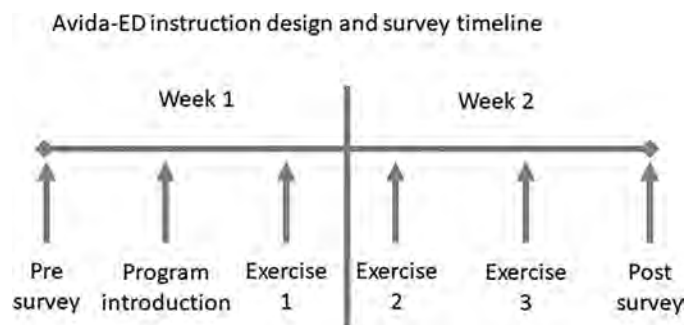 Avida-ED instruction design and survey timeline
Week 1
Week 2
Pre survey
Program introduction
Exercise 1
Exercise 2
Exercise 3
Post survey